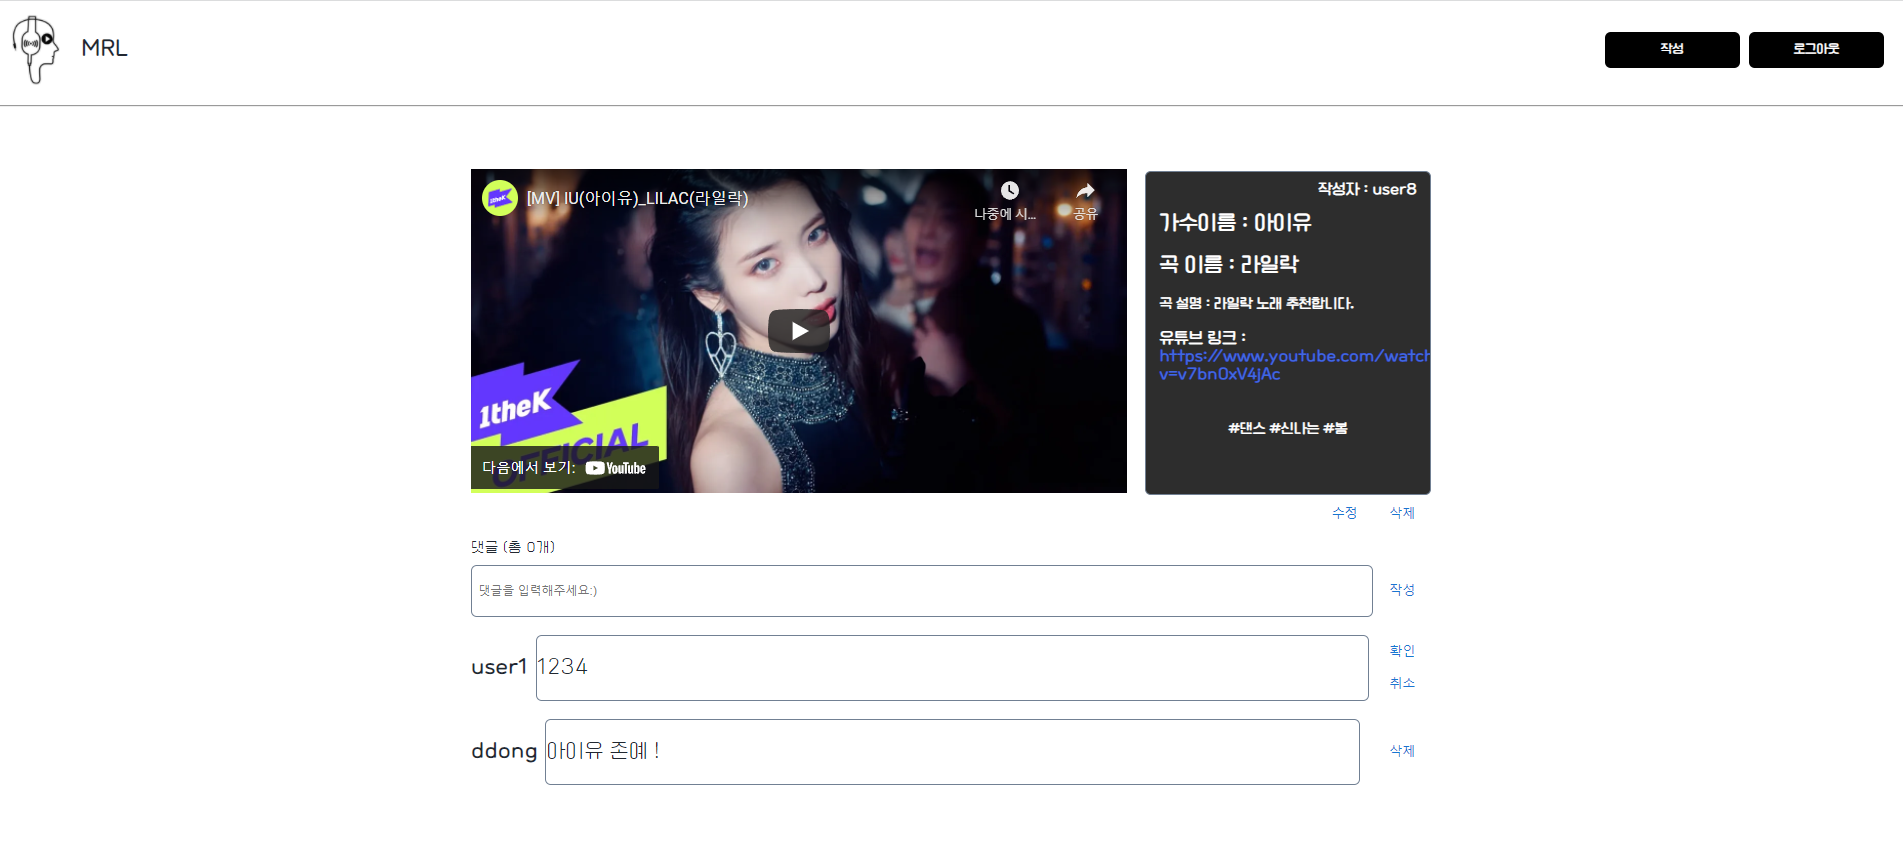 MRL
작성
로그아웃
1theK
[MV] IU(아이유)_LILAC(라일락)
나중에 시...
공유
1theK
OFFICIAL
다음에서 보기: YouTube
작성자 : user8
가수이름 : 아이유
곡 이름 : 라일락
곡 설명 : 라일락 노래 추천합니다.
유튜브 링크 :
https://www.youtube.com/watch
v=v7bnOxV4jAc
#댄스 #신나는 #봄
수정
삭제
댓글 (총 0개)
댓글을 입력해주세요:)
작성
user1
1234
확인
취소
ddong
아이유 존예 !
삭제